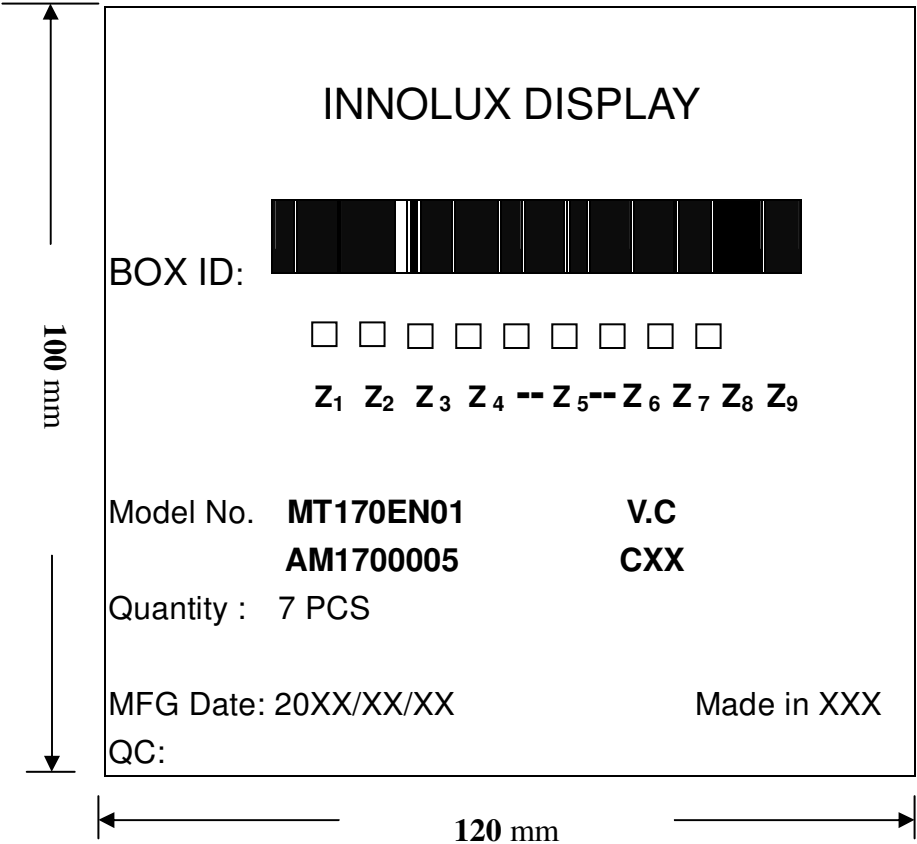 INNOLUX DISPLAY
BOX ID:
□ □ □ □ □ □ □ □ □
Z1 Z2 Z3 Z4 -- Z5-- Z6 Z7 Z8 Z9
100 mm
Model No. MT170EN01 V.C
AM1700005 CXX
Quantity : 7 PCS
MFG Date: 20XX/XX/XX Made in XXX
QC:
120 mm